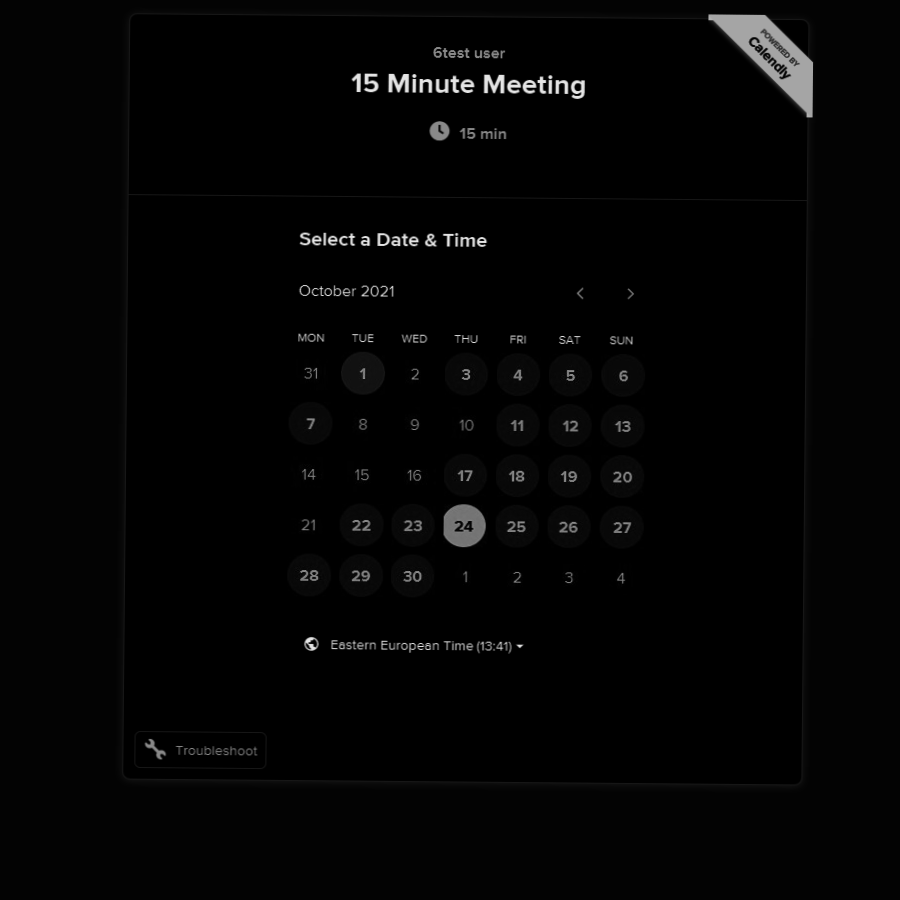 POWERED BY
Calendly
6test user
15 Minute Meeting
15 min
Select a Date & Time
October 2021
MON TUE WED THU FRI SAT SUN
31 1 2 3 4 5 6
7 8 9 10 11 12 13
14 15 16 17 18 19 20
21 22 23 24 25 26 27
28 29 30 1 2 3 4
Eastern European Time (13:41)
Troubleshoot